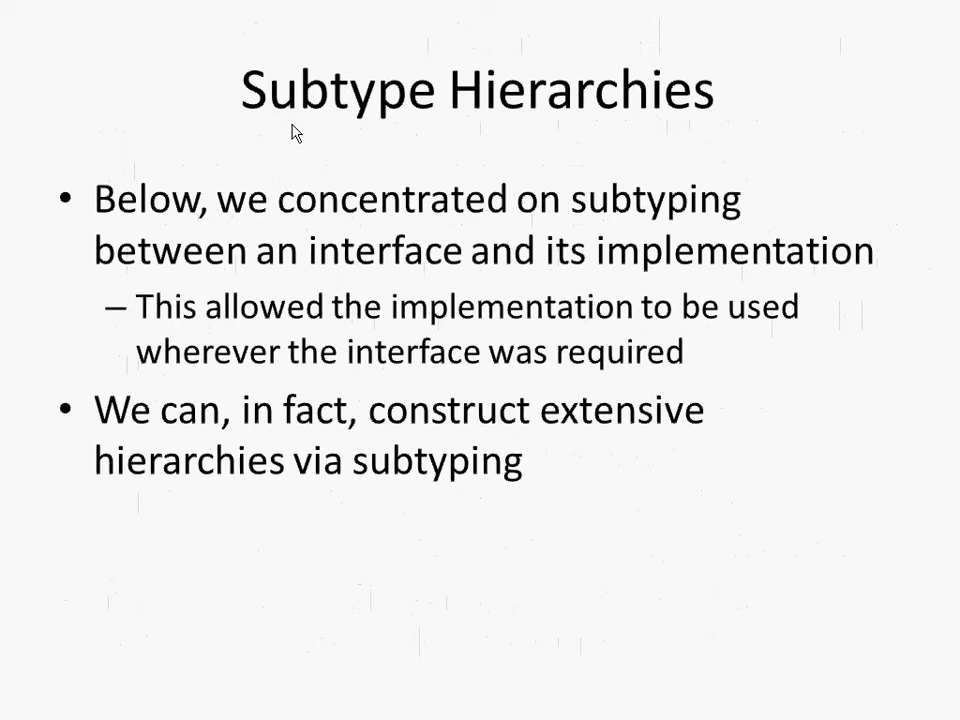 Subtype Hierarchies
• Below, we concentrated on subtyping
between an interface and its implementation
– This allowed the implementation to be used
wherever the interface was required
• We can, in fact, construct extensive
hierarchies via subtyping